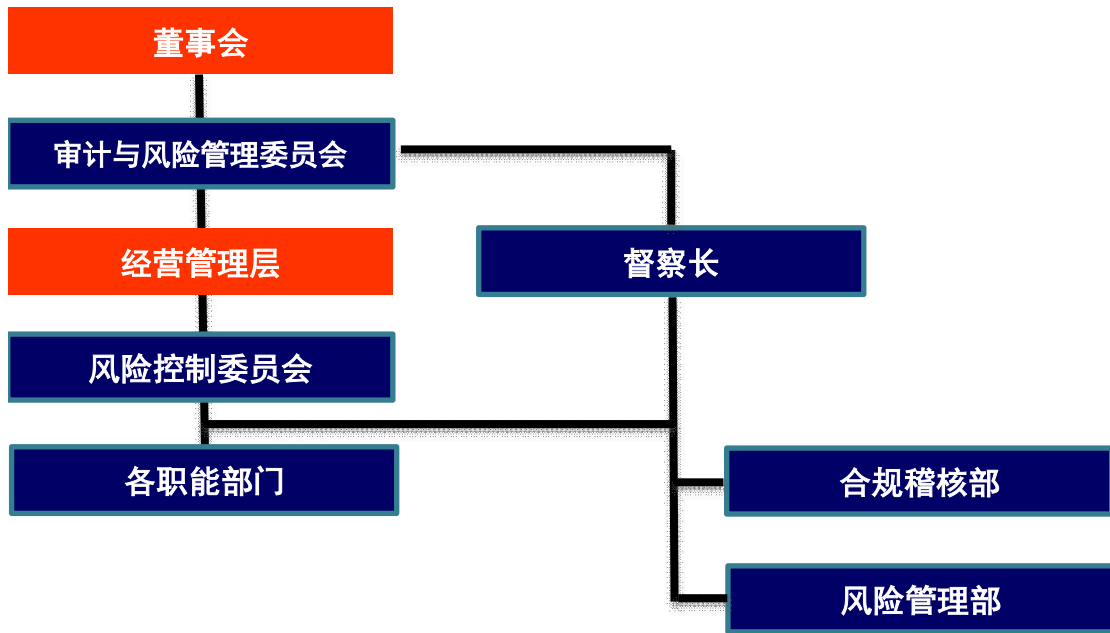 董事会
审计与风险管理委员会
经营管理层
督察长
风险控制委员会
各职能部门
合规稽核部
风险管理部